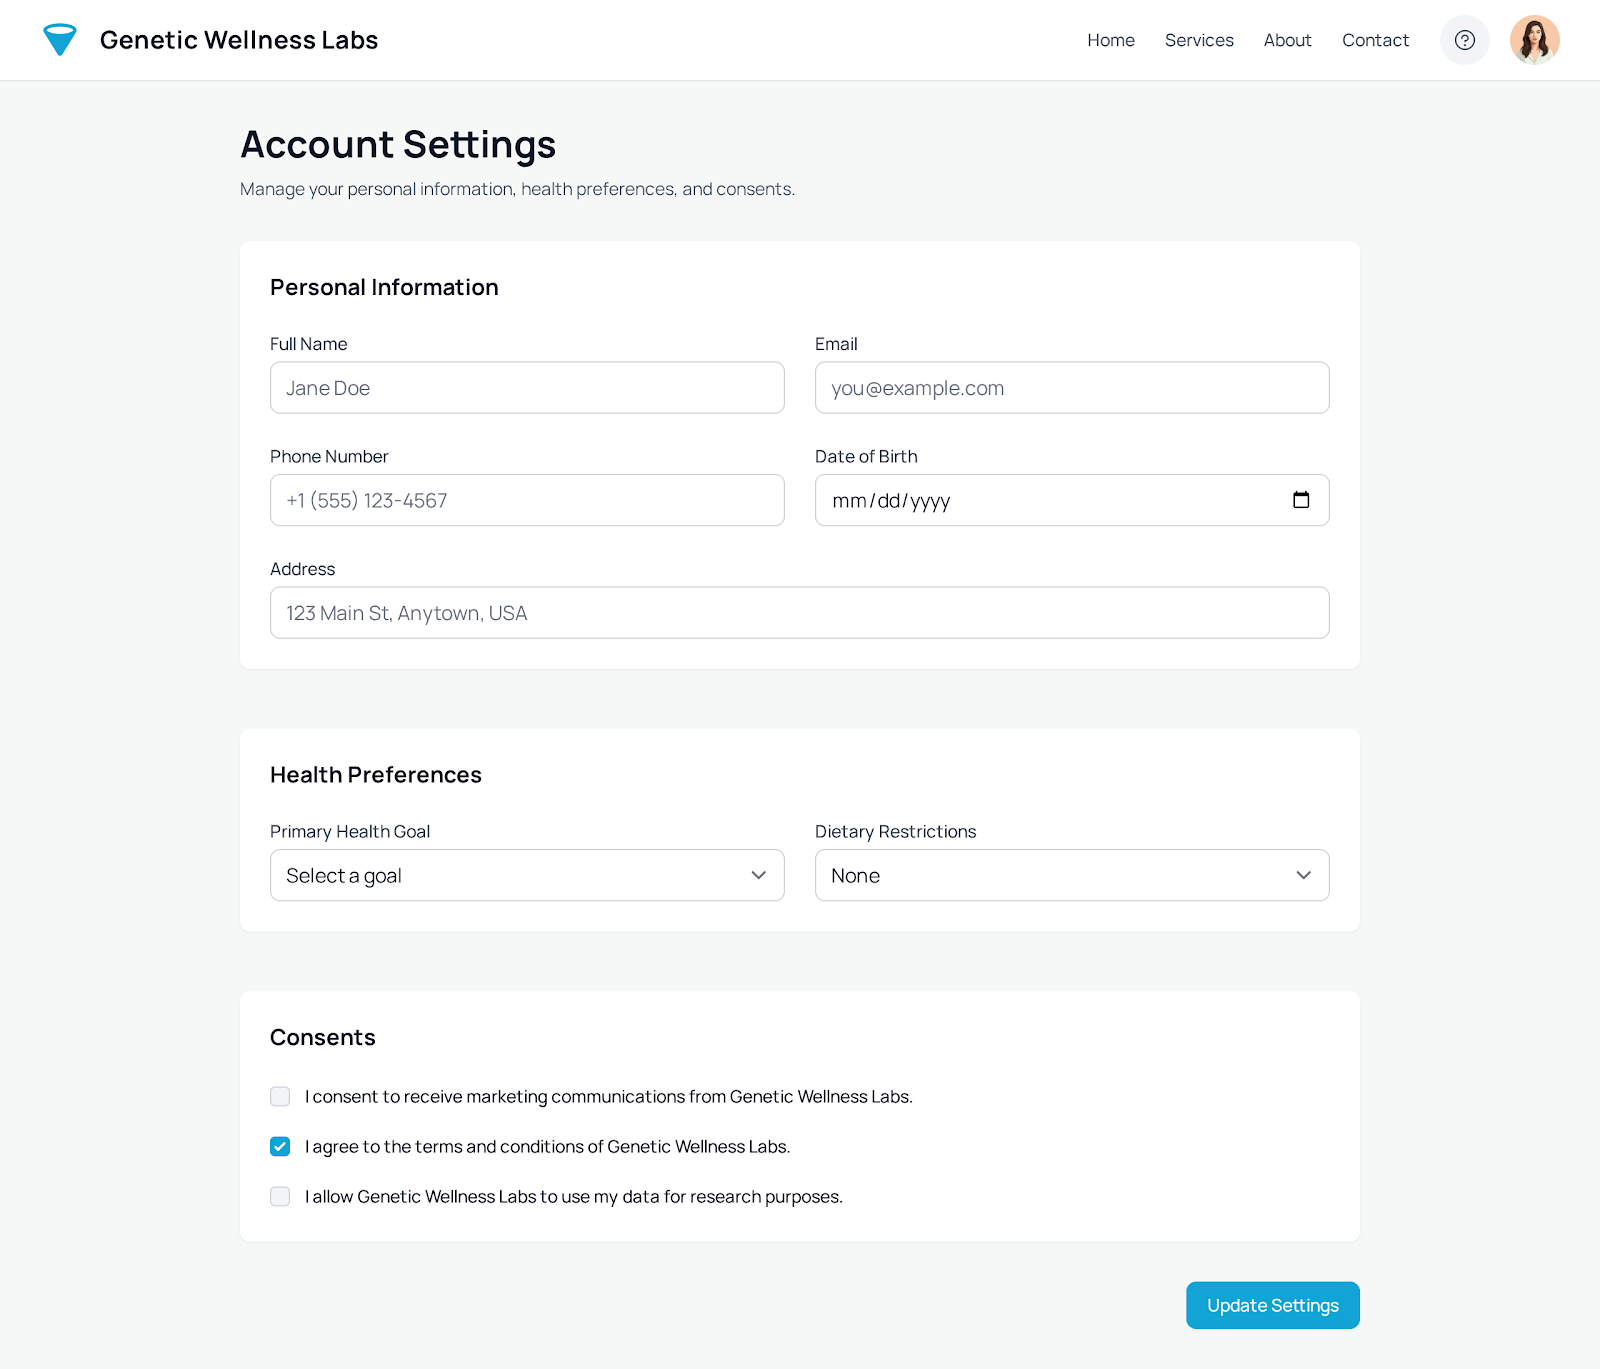 Genetic Wellness Labs
Home Services About Contact
Account Settings
Manage your personal information, health preferences, and consents.
Personal Information
Full Name
Jane Doe
Email
you@example.com
Phone Number
+1 (555) 123-4567
Date of Birth
mm/dd/yyyy
Address
123 Main St, Anytown, USA
Health Preferences
Primary Health Goal
Select a goal
Dietary Restrictions
None
Consents
I consent to receive marketing communications from Genetic Wellness Labs.
I agree to the terms and conditions of Genetic Wellness Labs.
I allow Genetic Wellness Labs to use my data for research purposes.
Update Settings